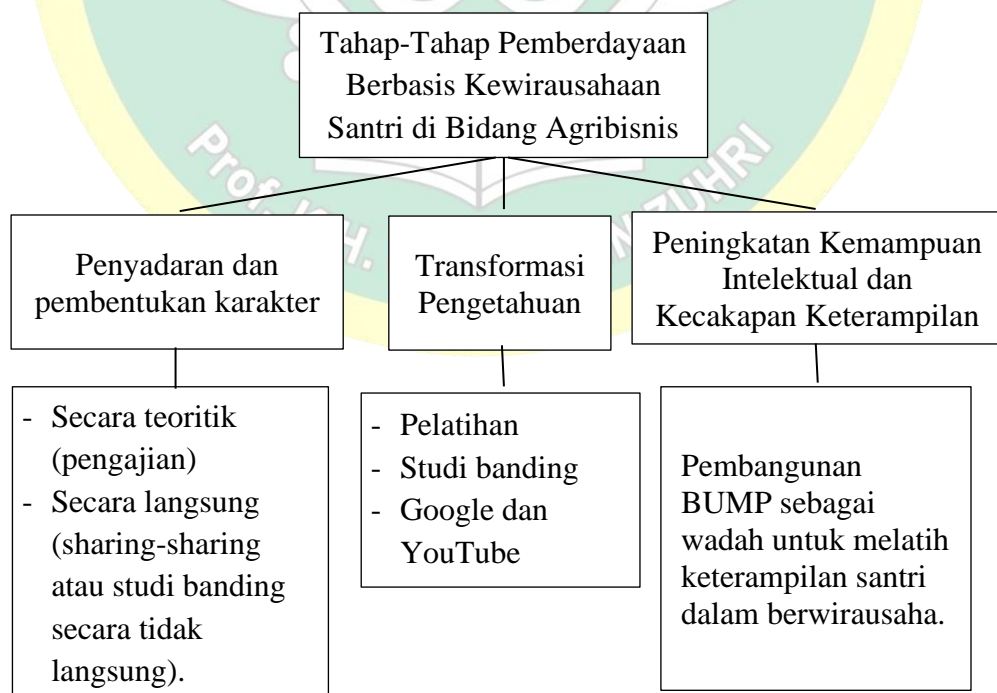 Tahap-Tahap Pemberdayaan
Berbasis Kewirausahaan
Santri di Bidang Agribisnis
Penyadaran dan
pembentukan karakter
Transformasi
Pengetahuan
Peningkatan Kemampuan
Intelektual dan
Kecakapan Keterampilan
- Secara teoritik
(pengajian)
- Secara langsung
(sharing-sharing
atau studi banding
secara tidak
langsung).
- Pelatihan
- Studi banding
- Google dan
YouTube
Pembangunan
BUMP sebagai
wadah untuk melatih
keterampilan santri
dalam berwirausaha.
Prof. K.H.
ZUHRI